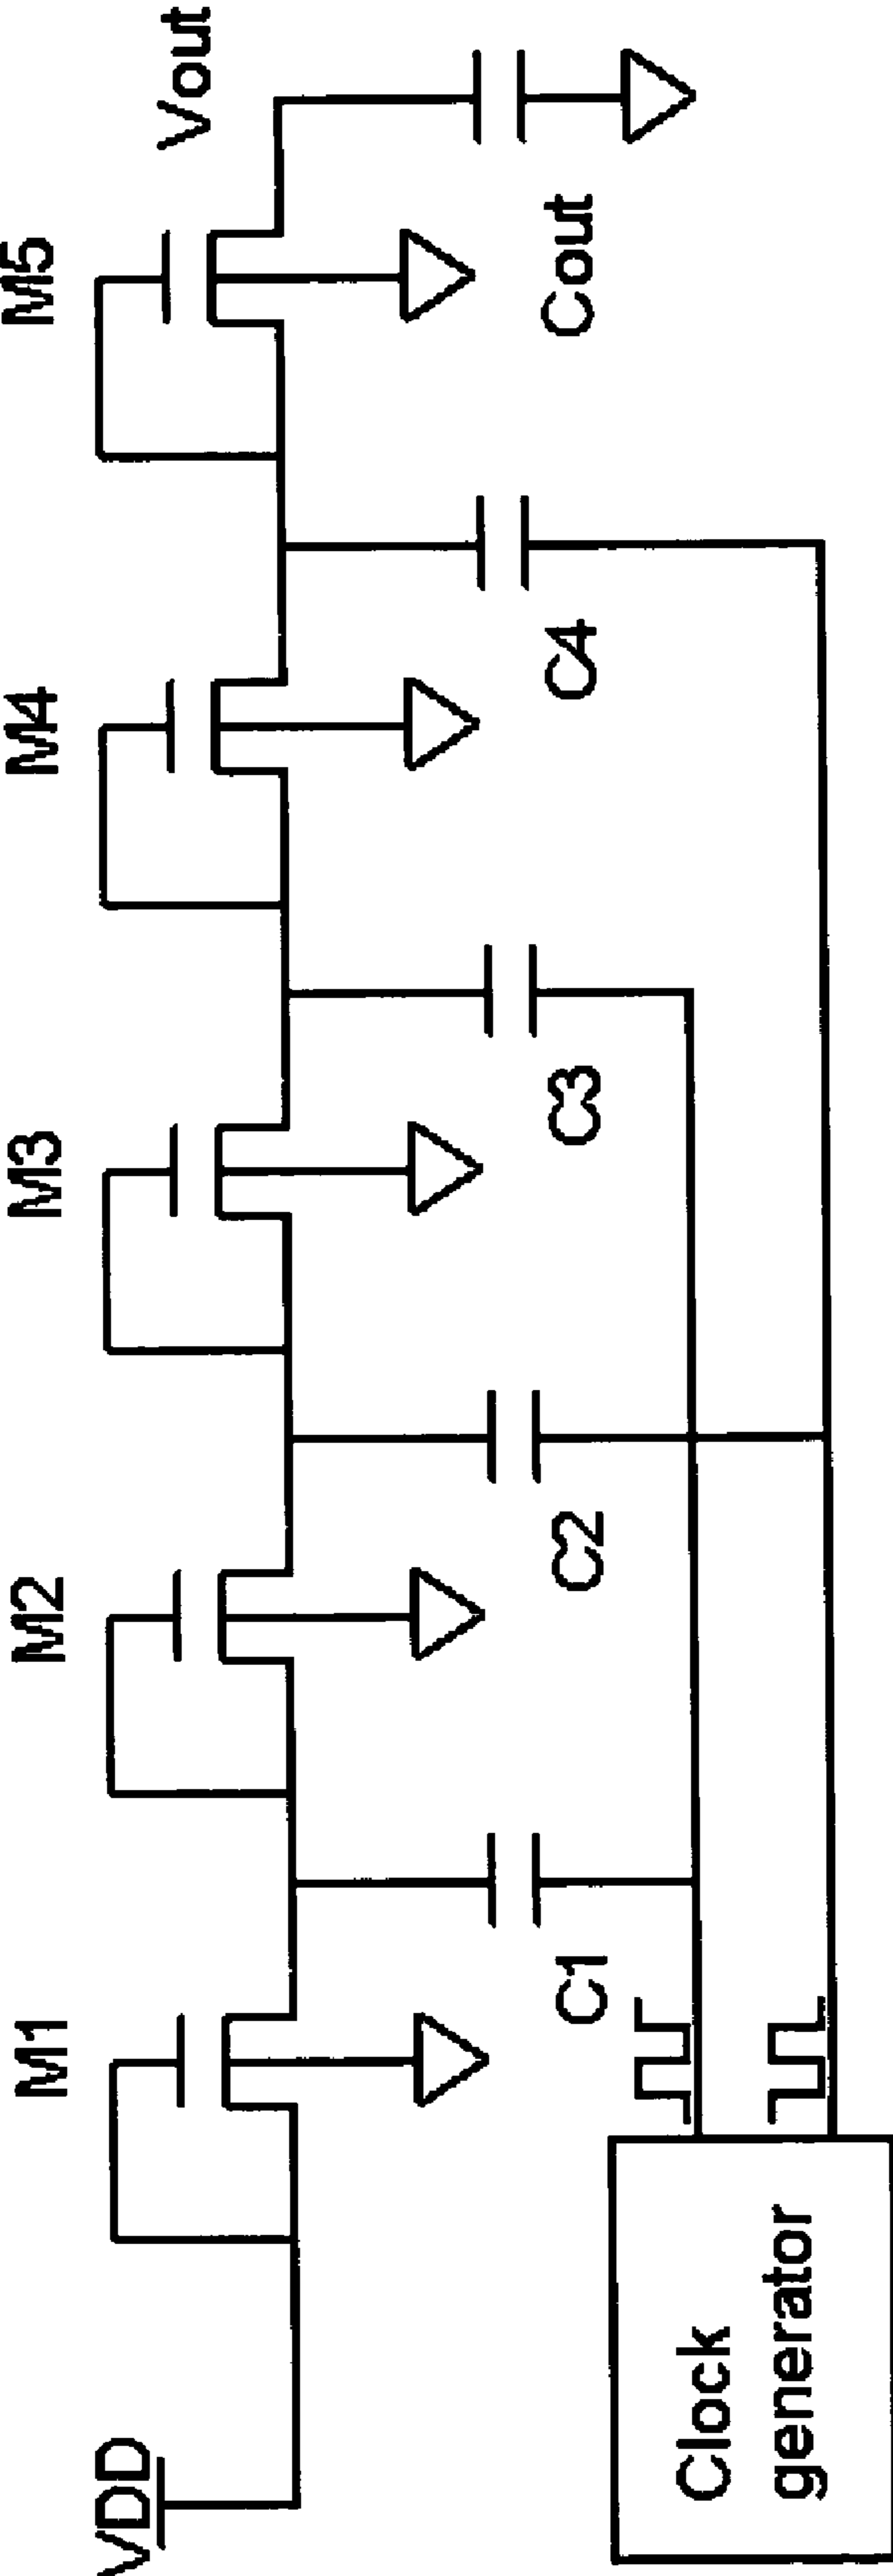 M1
M2
M3
M4
M5
VDD
Vout
C1
C2
C3
C4
Cout
Clock
generator